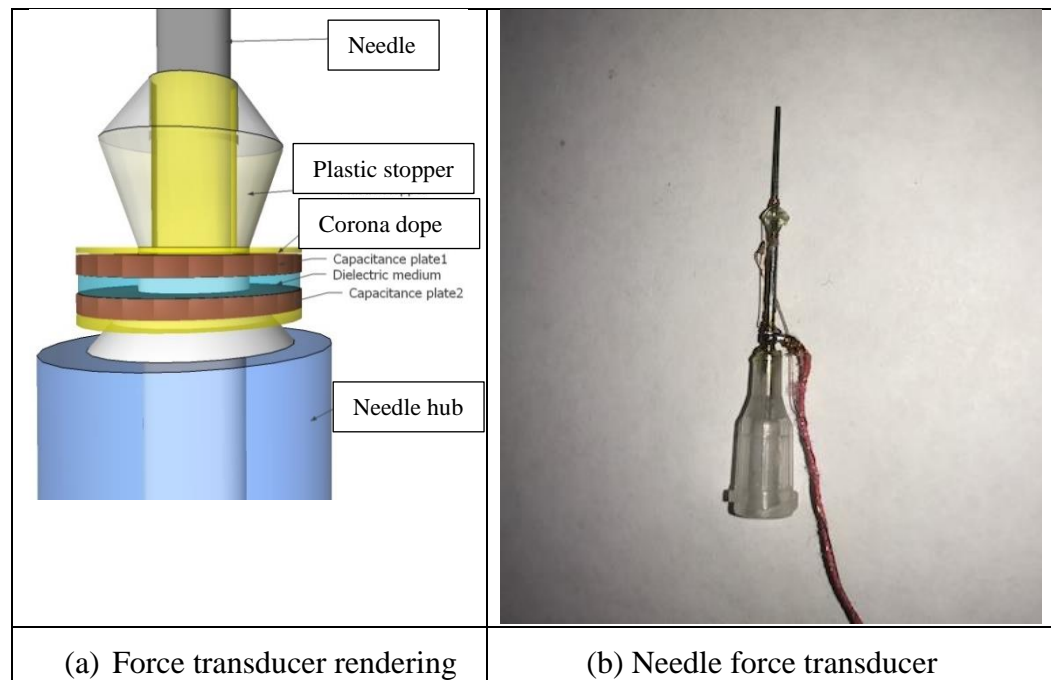 Needle
Plastic stopper
Corona dope
Capacitance plate1
Dielectric medium
Capacitance plate2
Needle hub
(a) Force transducer rendering
(b) Needle force transducer